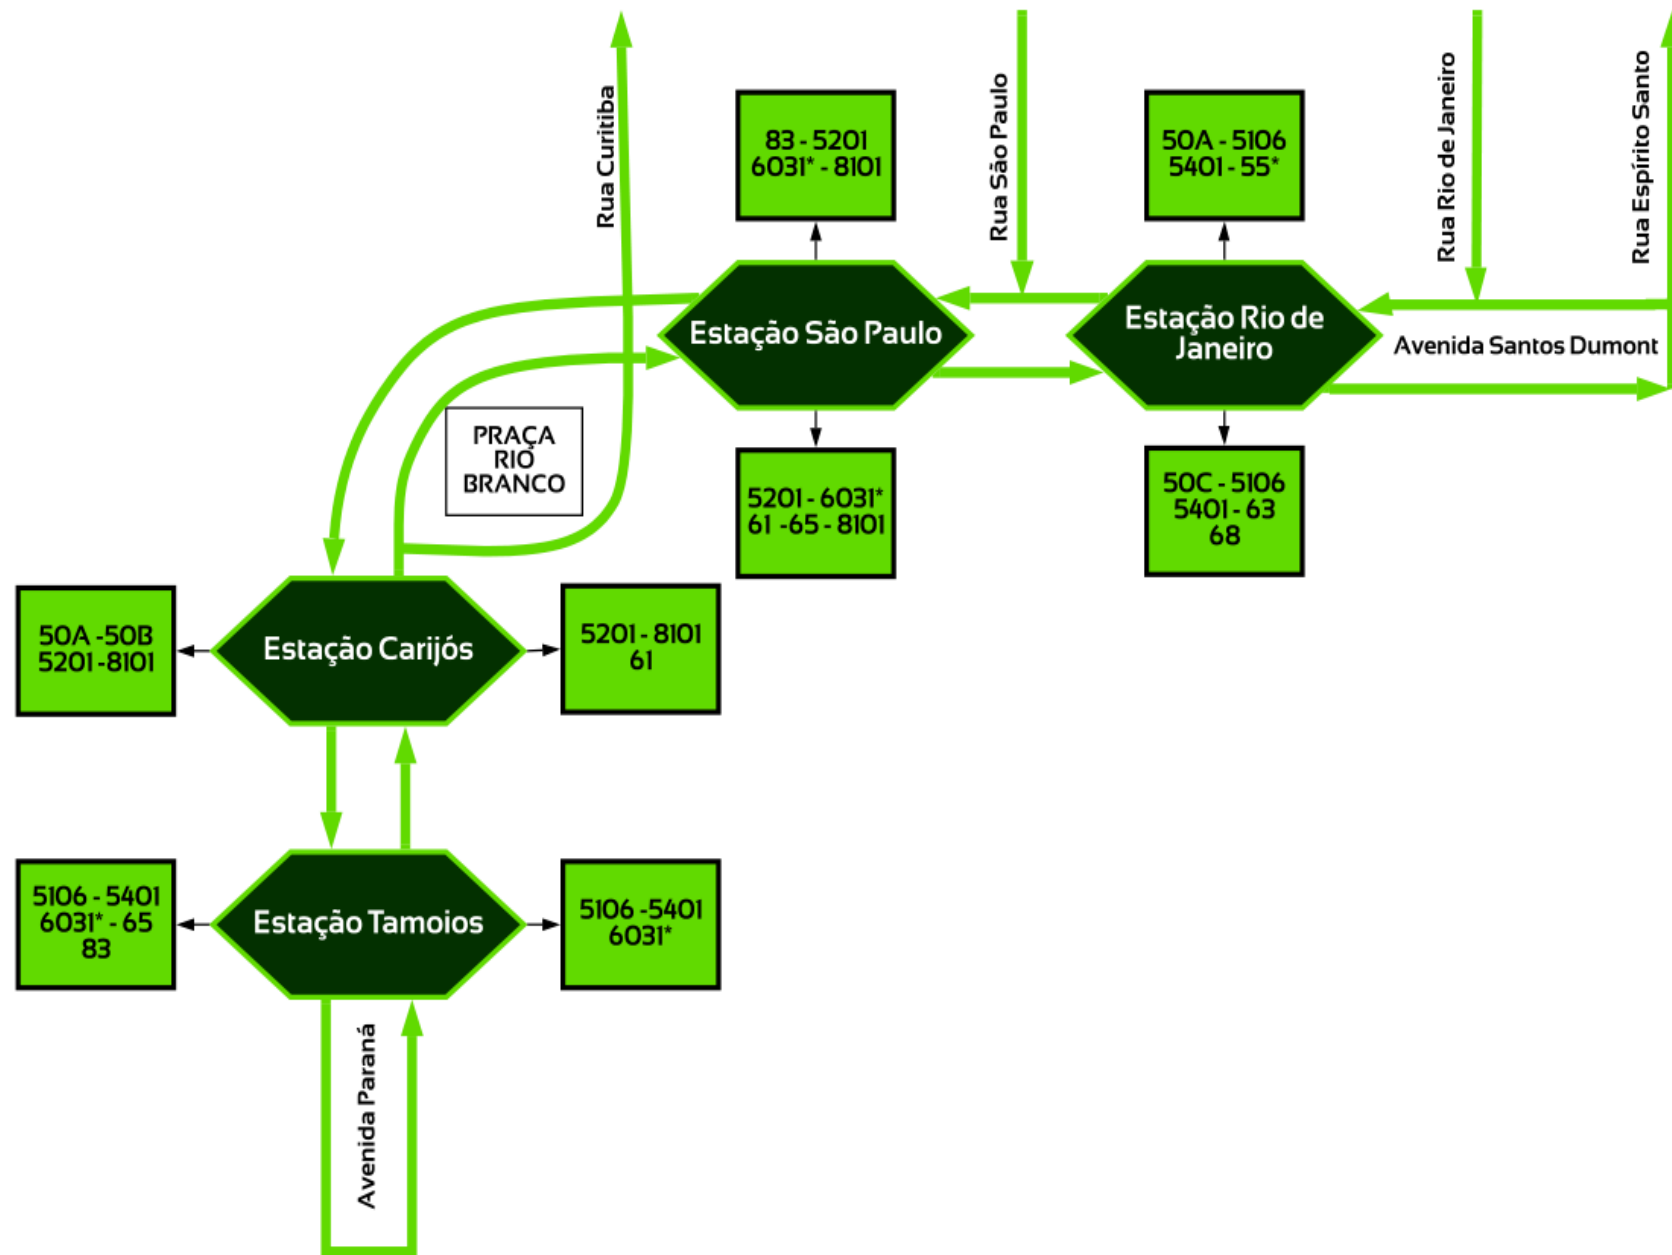 Rua Curitiba
83 - 5201
6031* - 8101
Rua São Paulo
50A - 5106
5401 - 55*
Rua Rio de Janeiro
Rua Espírito Santo
Estação São Paulo
Estação Rio de
Janeiro
Avenida Santos Dumont
PRAÇA
RIO
BRANCO
5201 - 6031*
61 -65 - 8101
50C - 5106
5401 - 63
68
50A -50B
5201 -8101
Estação Carijós
5201 - 8101
61
5106 - 5401
6031* - 65
83
Estação Tamoios
5106 -5401
6031*
Avenida Paraná